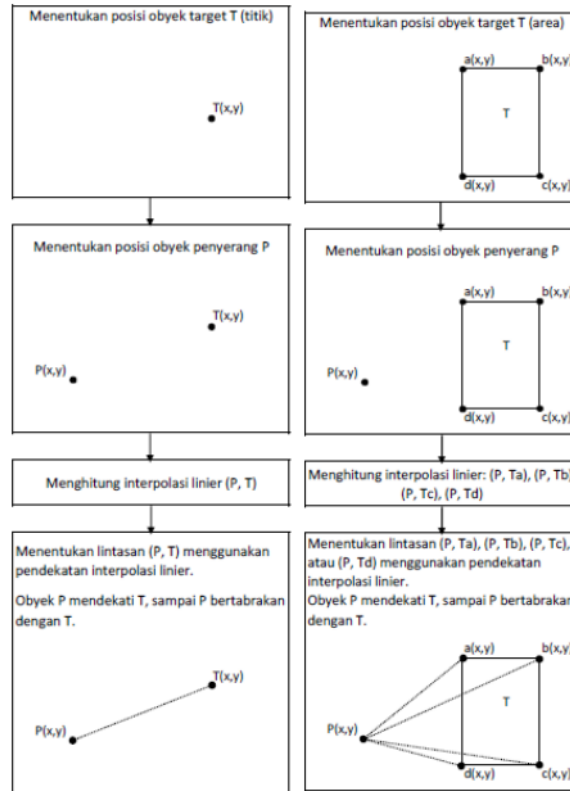 Menentukan posisi obyek target T (titik)
T(x,y)
Menentukan posisi obyek penyerang P
T(x,y)
P(x,y)
Menghitung interpolasi linier (P, T)
Menentukan lintasan (P, T) menggunakan
pendekatan interpolasi linier.
Obyek P mendekati T, sampai P bertabrakan
dengan T.
T(x,y)
P(x,y)
Menentukan posisi obyek target T (area)
a(x,y) b(x,y)
T
d(x,y) c(x,y)
Menentukan posisi obyek penyerang P
a(x,y) b(x,y)
T
P(x,y)
d(x,y) c(x,y)
Menghitung interpolasi linier: (P, Ta), (P, Tb)
(P, Tc), (P, Td)
Menentukan lintasan (P, Ta), (P, Tb), (P, Tc),
atau (P, Td) menggunakan pendekatan
interpolasi linier.
Obyek P mendekati T, sampai P bertabrakan
dengan T.
a(x,y) b(x,y)
T
P(x,y)
d(x,y) c(x,y)